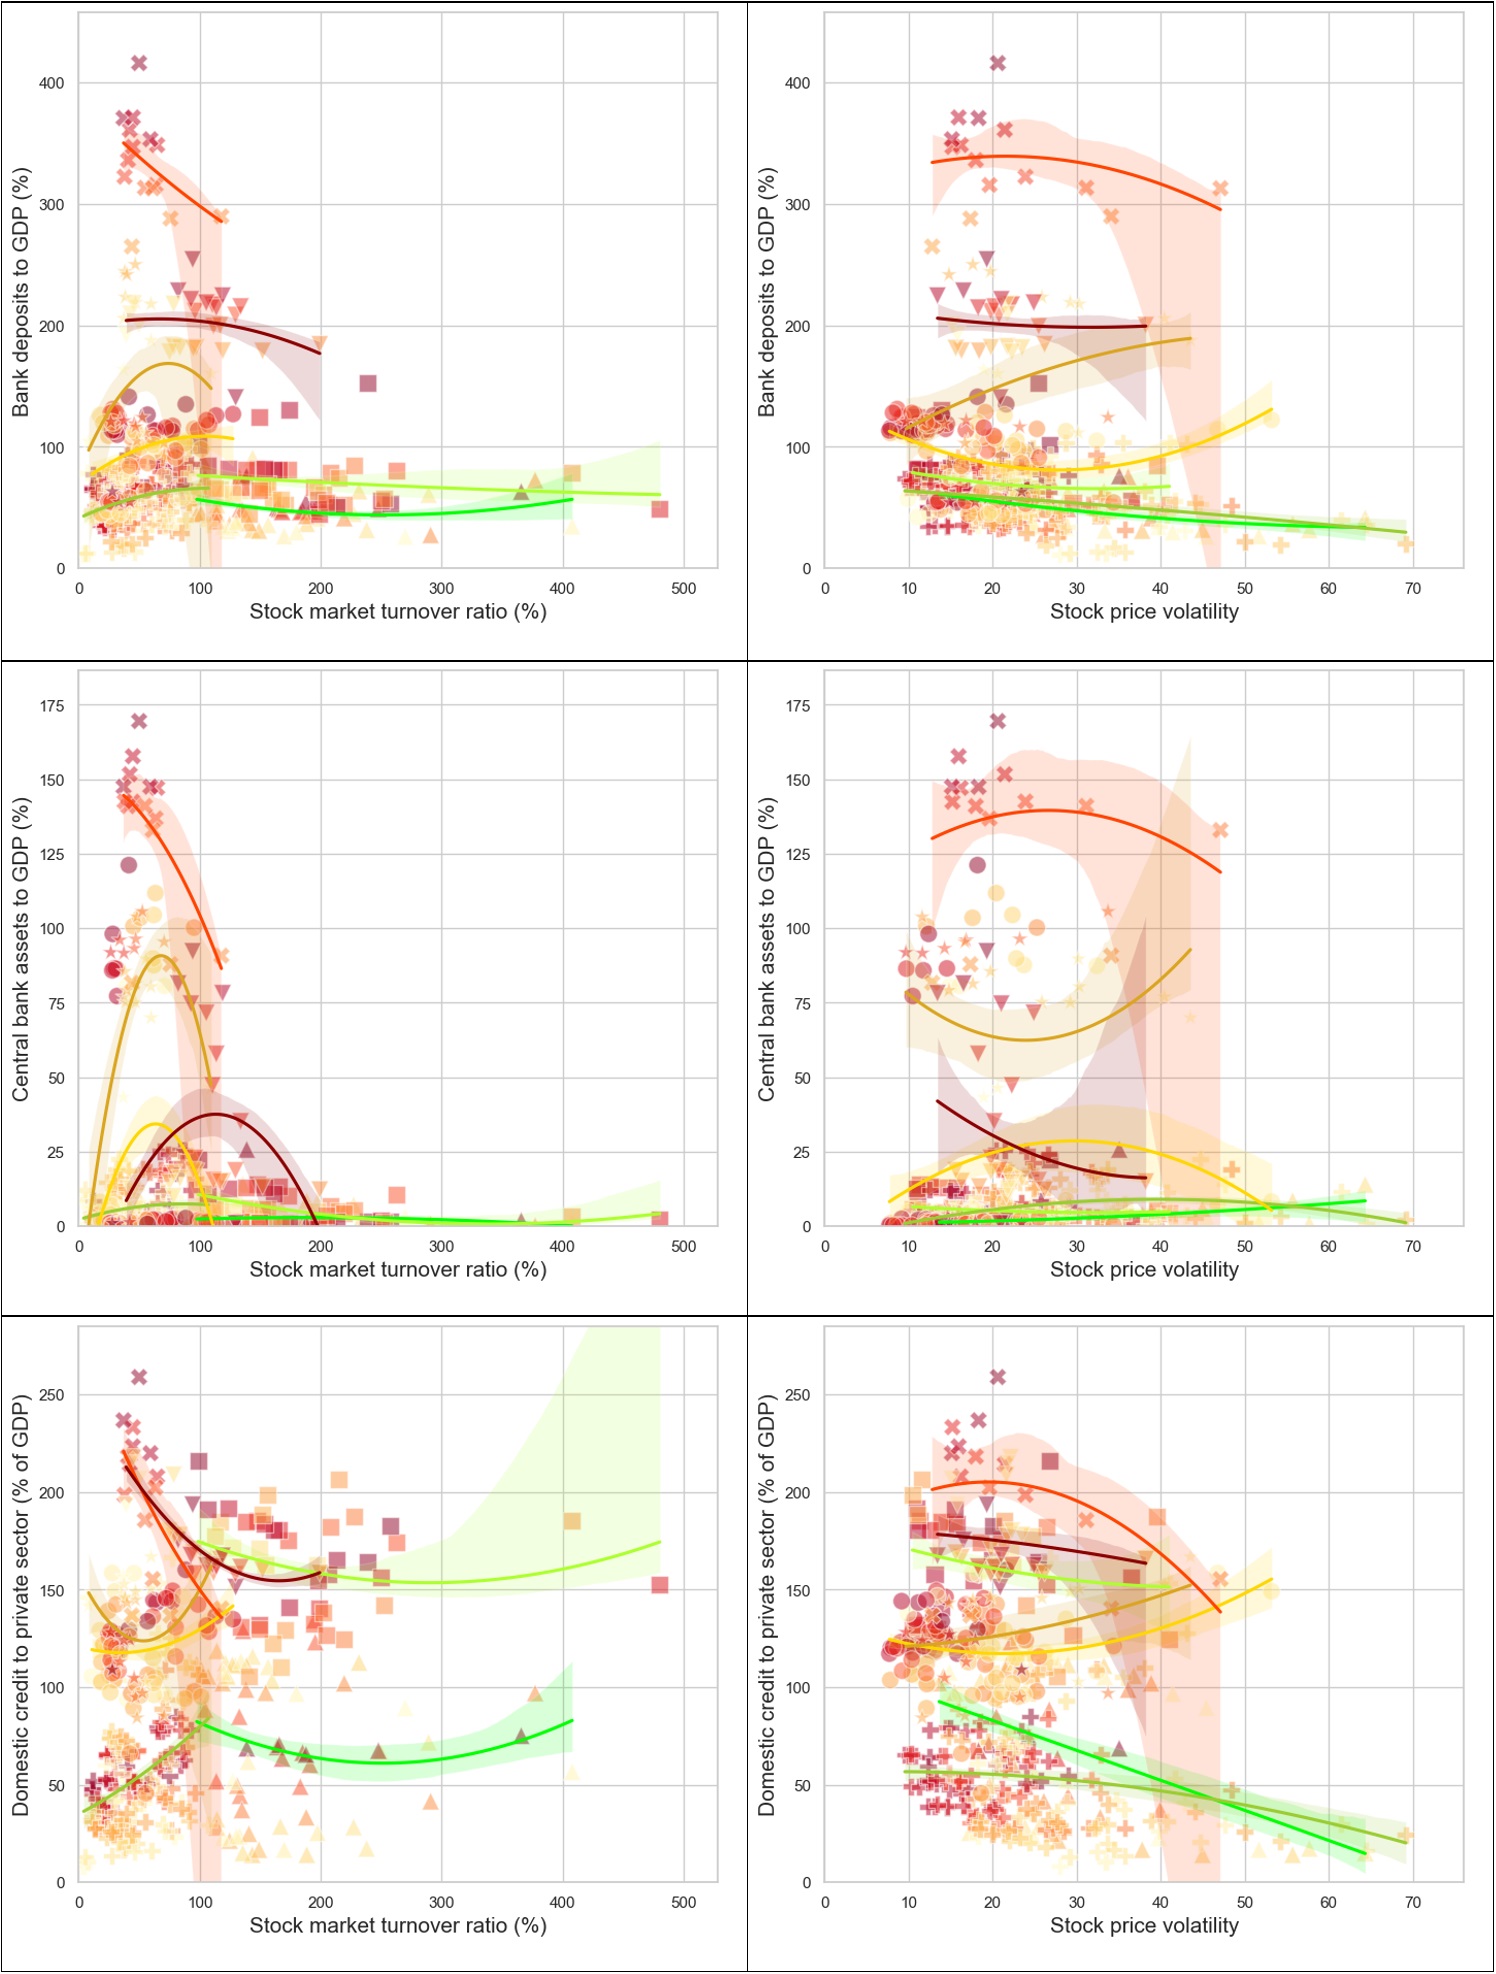 400
300
200
100
0
Bank deposits to GDP (%)
0 100 200 300 400 500
Stock market turnover ratio (%)
400
300
200
100
0
Bank deposits to GDP (%)
0 10 20 30 40 50 60 70
Stock price volatility
175
150
125
100
75
50
25
0
Central bank assets to GDP (%)
0 100 200 300 400 500
Stock market turnover ratio (%)
175
150
125
100
75
50
25
0
Central bank assets to GDP (%)
0 10 20 30 40 50 60 70
Stock price volatility
250
200
150
100
50
0
Domestic credit to private sector (% of GDP)
0 100 200 300 400 500
Stock market turnover ratio (%)
250
200
150
100
50
0
Domestic credit to private sector (% of GDP)
0 10 20 30 40 50 60 70
Stock price volatility